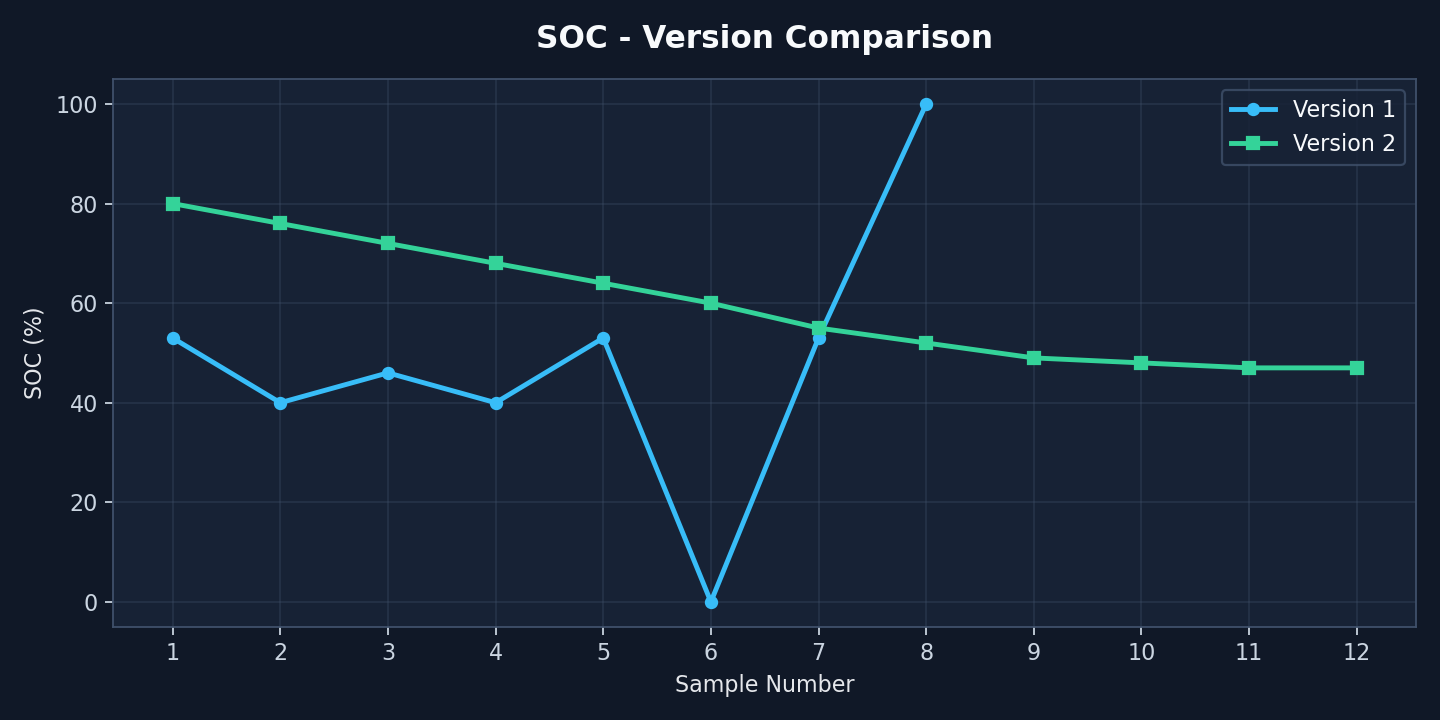 SOC - Version Comparison
Version 1
Version 2
SOC (%)
100
80
60
40
20
0
1 2 3 4 5 6 7 8 9 10 11 12
Sample Number